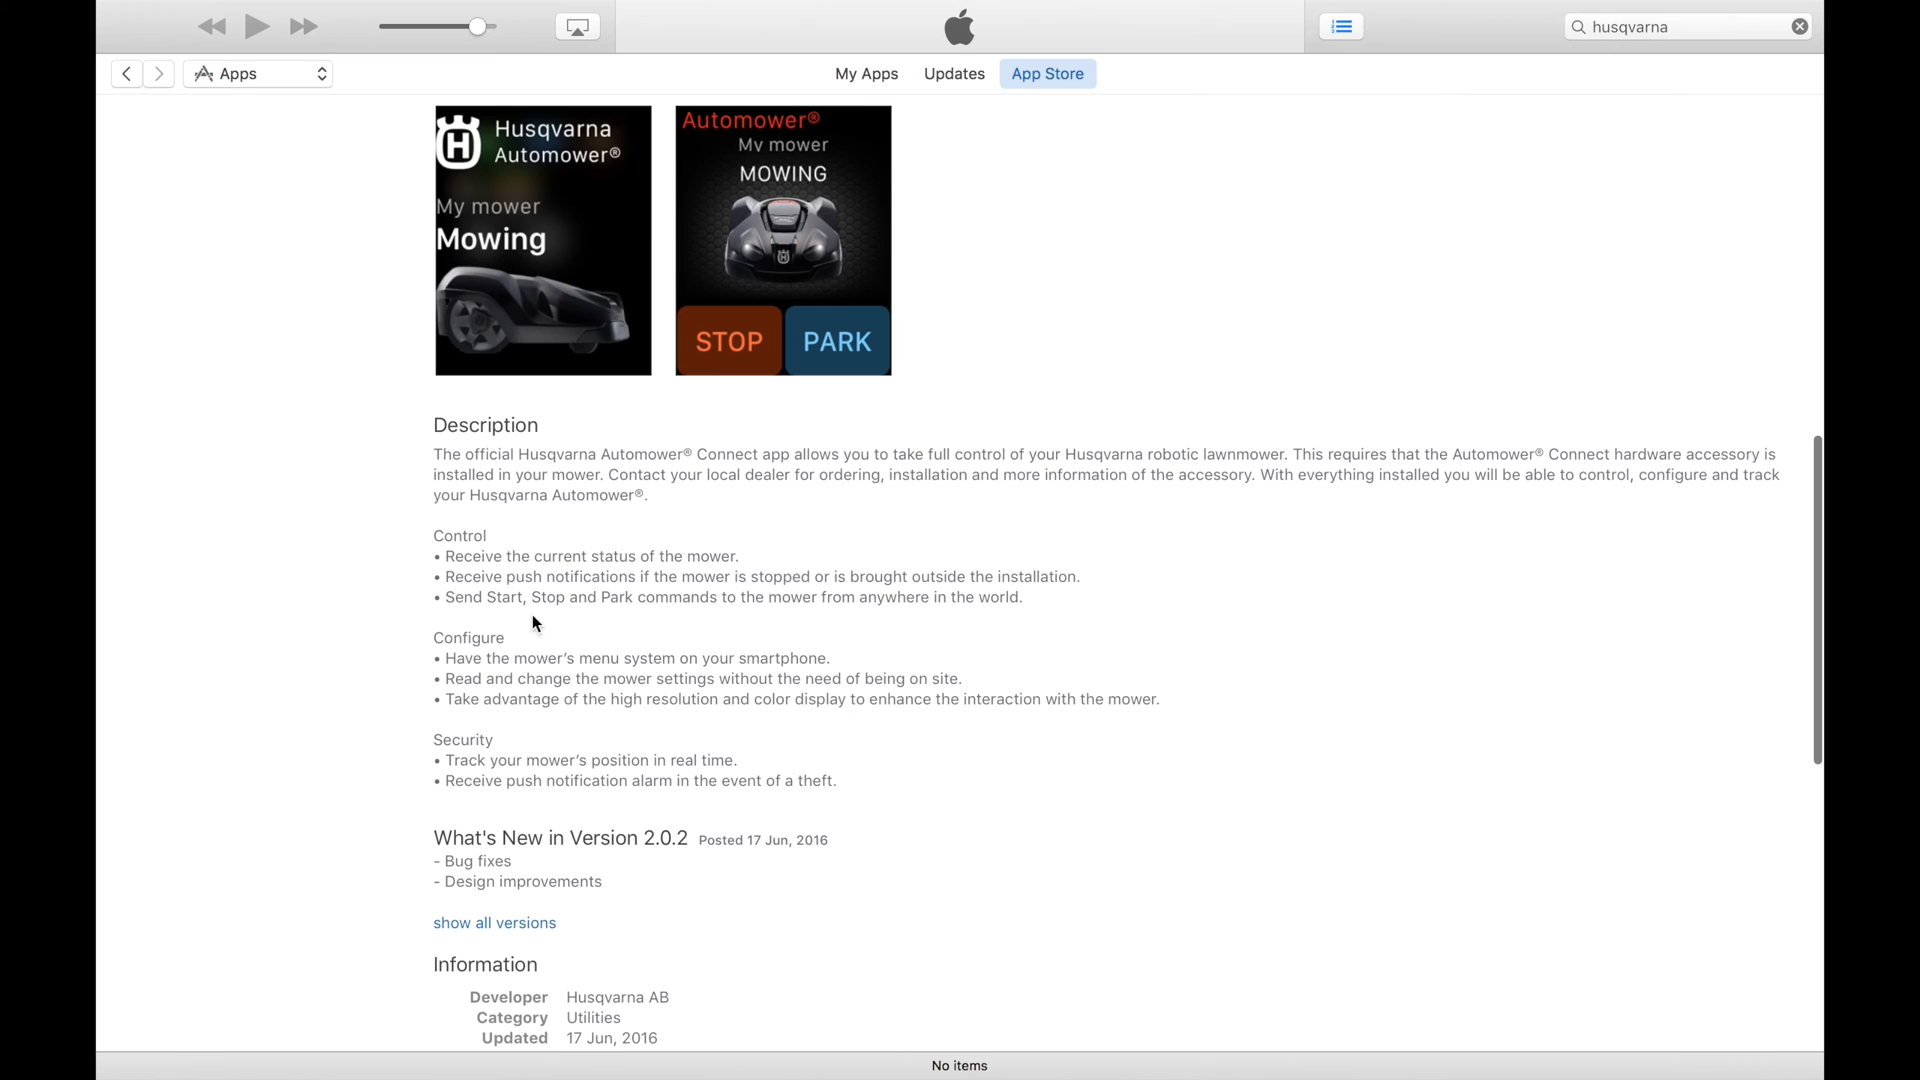 husqvarna
Apps
My Apps
Updates
App Store
Husqvarna
Automower®
My mower
Mowing
Automower®
My mower
MOWING
STOP
PARK
Description
The official Husqvarna Automower® Connect app allows you to take full control of your Husqvarna robotic lawnmower. This requires that the Automower® Connect hardware accessory is
installed in your mower. Contact your local dealer for ordering, installation and more information of the accessory. With everything installed you will be able to control, configure and track
your Husqvarna Automower®.
Control
• Receive the current status of the mower.
• Receive push notifications if the mower is stopped or is brought outside the installation.
• Send Start, Stop and Park commands to the mower from anywhere in the world.
Configure
• Have the mower’s menu system on your smartphone.
• Read and change the mower settings without the need of being on site.
• Take advantage of the high resolution and color display to enhance the interaction with the mower.
Security
• Track your mower’s position in real time.
• Receive push notification alarm in the event of a theft.
What's New in Version 2.0.2 Posted 17 Jun, 2016
- Bug fixes
- Design improvements
show all versions
Information
Developer Husqvarna AB
Category Utilities
Updated 17 Jun, 2016
No items